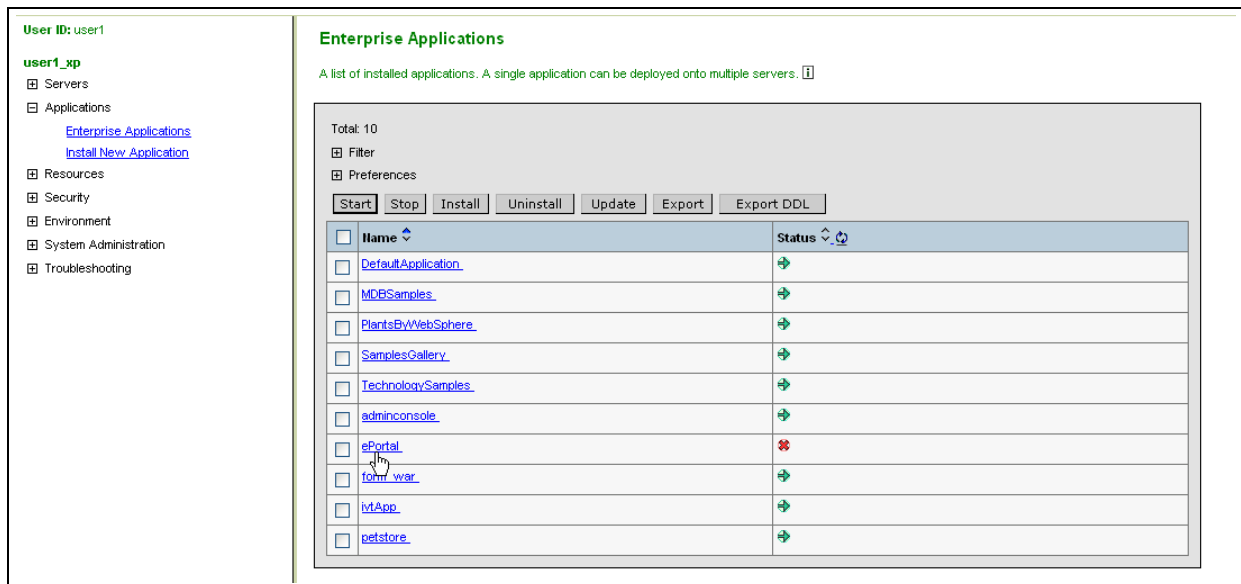 User ID: user1
user1_xp
Servers
Applications
Enterprise Applications
Install New Application
Resources
Security
Environment
System Administration
Troubleshooting
Enterprise Applications
A list of installed applications. A single application can be deployed onto multiple servers. i
Total: 10
Filter
Preferences
Start Stop Install Uninstall Update Export Export DDL
Name Status
DefaultApplication
MDBSamples
PlantsByWebSphere
SamplesGallery
TechnologySamples
adminconsole
ePortal
form_war
ivtApp
petstore